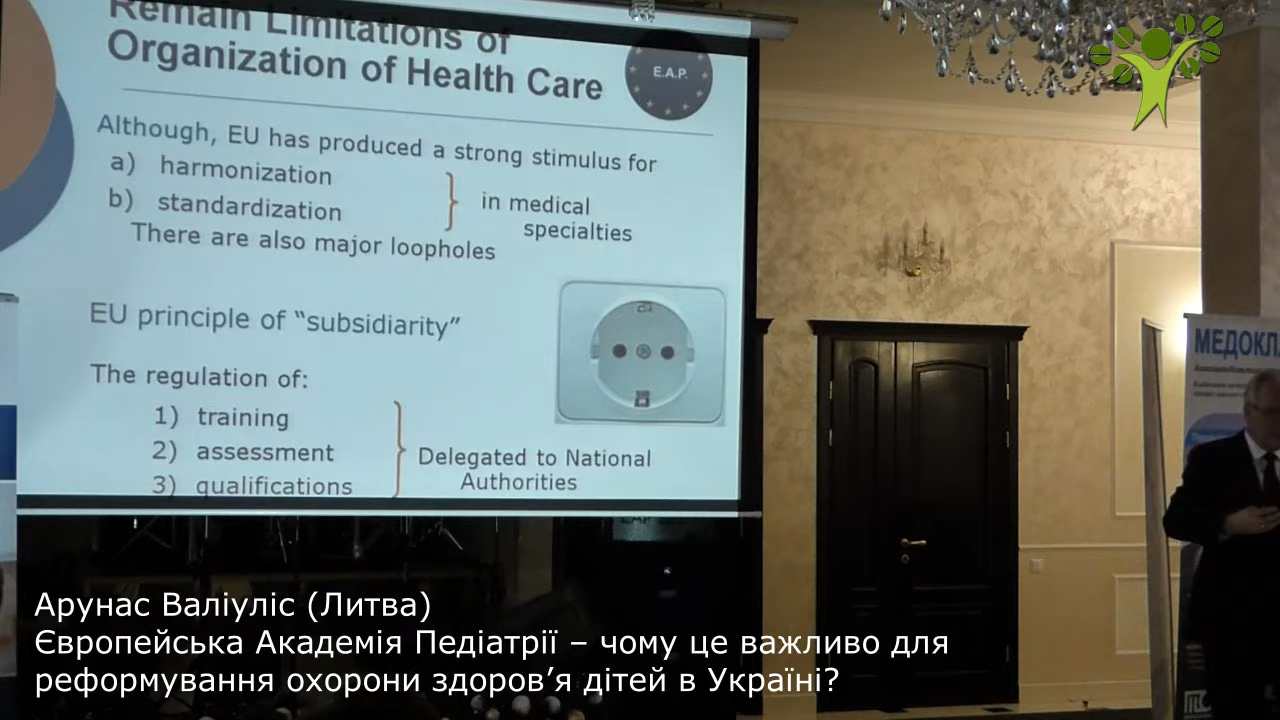 Remain Limitations of
Organization of Health Care
E.A.P.
Although, EU has produced a strong stimulus for
a) harmonization
b) standardization
in medical
specialties
There are also major loopholes
EU principle of “subsidiarity”
The regulation of:
1) training
2) assessment
3) qualifications
Delegated to National
Authorities
Арунас Валіуліс (Литва)
Європейська Академія Педіатрії – чому це важливо для
реформування охорони здоров’я дітей в Україні?